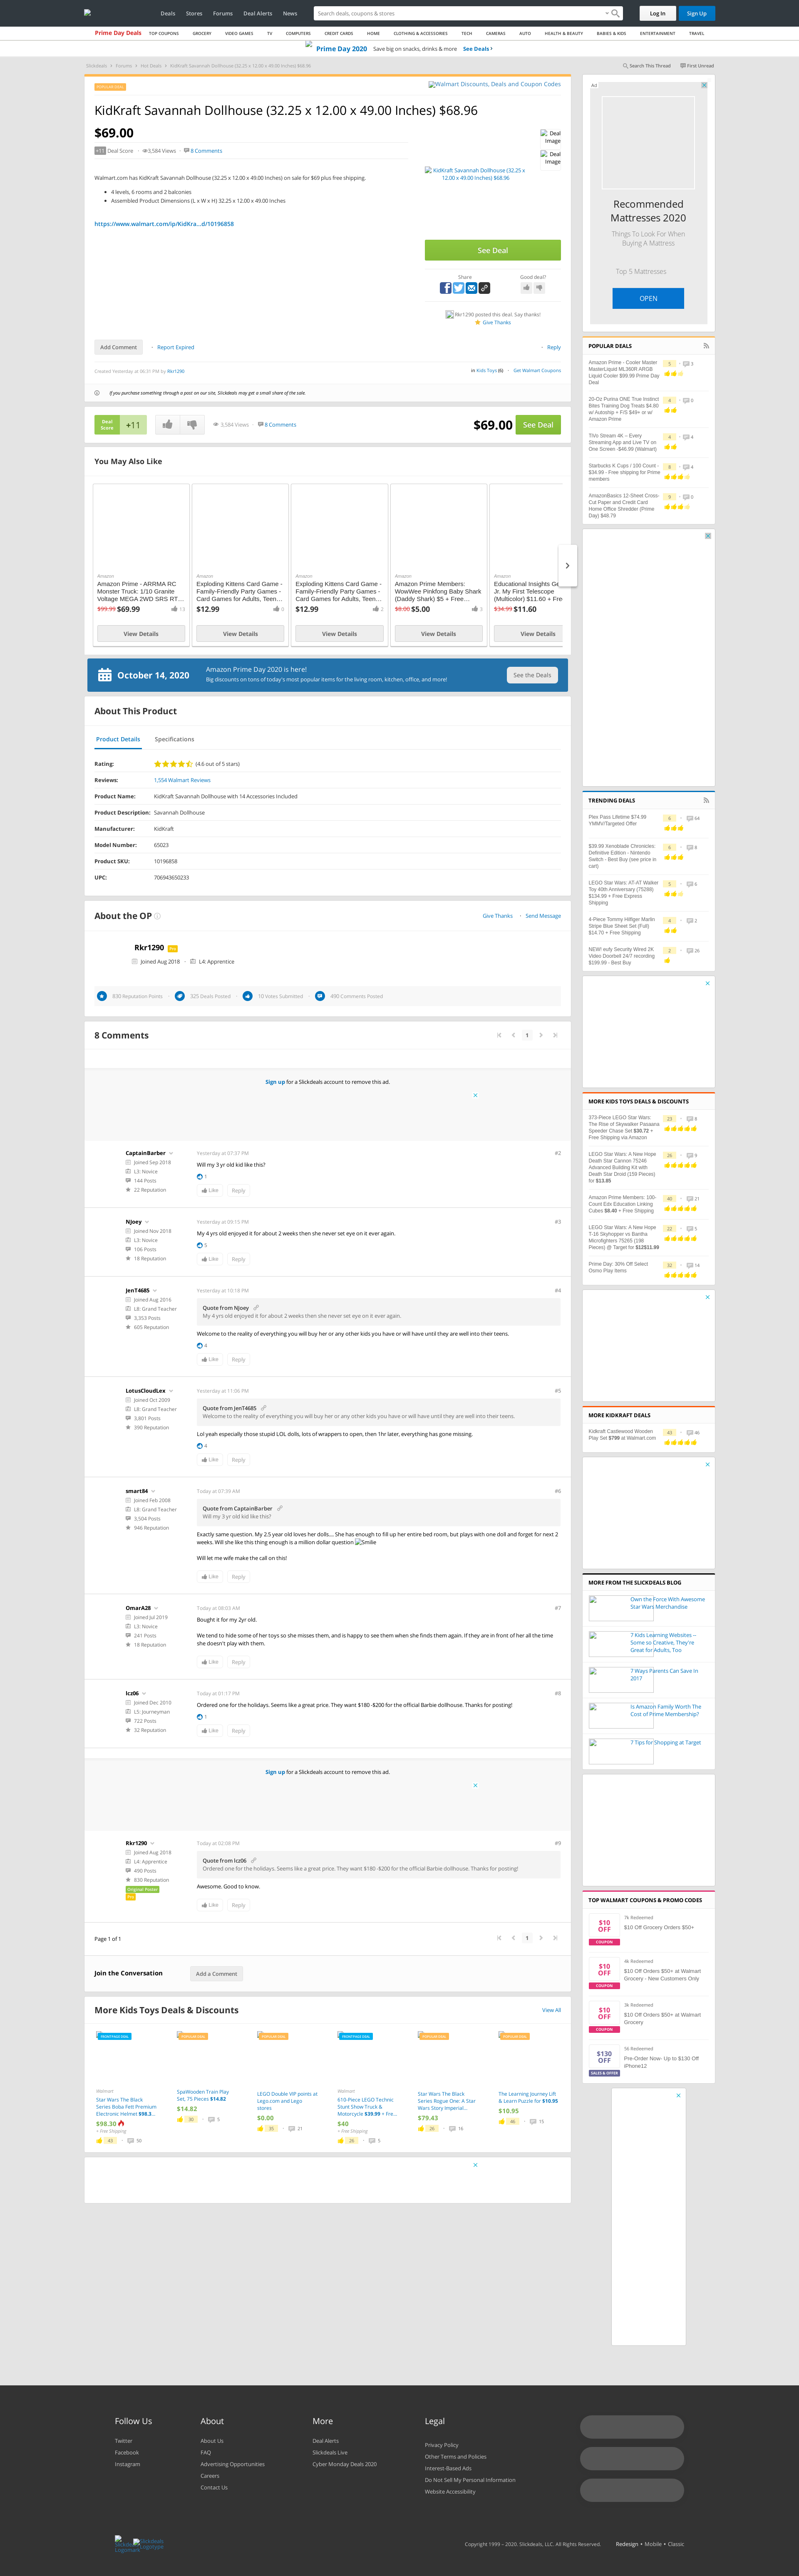 Deals
Stores
Forums
Deal Alerts
News
Search deals, coupons & stores
Log In
Sign Up
Prime Day Deals
TOP COUPONS
GROCERY
VIDEO GAMES
TV
COMPUTERS
CREDIT CARDS
HOME
CLOTHING & ACCESSORIES
TECH
CAMERAS
AUTO
HEALTH & BEAUTY
BABIES & KIDS
ENTERTAINMENT
TRAVEL
Prime Day 2020 Save big on snacks, drinks & more See Deals
Slickdeals > Forums > Hot Deals > KidKraft Savannah Dollhouse (32.25 x 12.00 x 49.00 Inches) $68.96
Search This Thread
First Unread
POPULAR DEAL
Walmart Discounts, Deals and Coupon Codes
KidKraft Savannah Dollhouse (32.25 x 12.00 x 49.00 Inches) $68.96
$69.00
+11 Deal Score
3,584 Views
8 Comments
Walmart.com has KidKraft Savannah Dollhouse (32.25 x 12.00 x 49.00 Inches) on sale for $69 plus free shipping.
4 levels, 6 rooms and 2 balconies
Assembled Product Dimensions (L x W x H) 32.25 x 12.00 x 49.00 Inches
https://www.walmart.com/ip/KidKra...d/10196858
Deal Image
Deal Image
KidKraft Savannah Dollhouse (32.25 x 12.00 x 49.00 Inches) $68.96
See Deal
Share
Good deal?
Rkr1290 posted this deal. Say thanks!
Give Thanks
Add Comment
Report Expired
Reply
Created Yesterday at 06:31 PM by Rkr1290
in Kids Toys (6)
Get Walmart Coupons
If you purchase something through a post on our site, Slickdeals may get a small share of the sale.
Deal Score +11
3,584 Views
8 Comments
$69.00 See Deal
You May Also Like
Amazon
Amazon Prime - ARRMA RC Monster Truck: 1/10 Granite Voltage MEGA 2WD SRS RT...
$99.99 $69.99 13
View Details
Amazon
Exploding Kittens Card Game - Family-Friendly Party Games - Card Games for Adults, Teen...
$12.99 0
View Details
Amazon
Exploding Kittens Card Game - Family-Friendly Party Games - Card Games for Adults, Teen...
$12.99 2
View Details
Amazon
Amazon Prime Members: WowWee Pinkfong Baby Shark (Daddy Shark) $5 + Free...
$8.00 $5.00 3
View Details
Amazon
Educational Insights Ge
Jr. My First Telescope
(Multicolor) $11.60 + Free
$34.99 $11.60
View Details
October 14, 2020
Amazon Prime Day 2020 is here!
Big discounts on tons of today's most popular items for the living room, kitchen, office, and more!
See the Deals
About This Product
Product Details
Specifications
Rating: (4.6 out of 5 stars)
Reviews: 1,554 Walmart Reviews
Product Name: KidKraft Savannah Dollhouse with 14 Accessories Included
Product Description: Savannah Dollhouse
Manufacturer: KidKraft
Model Number: 65023
Product SKU: 10196858
UPC: 706943650233
About the OP
Give Thanks
Send Message
Rkr1290 Pro
Joined Aug 2018
L4: Apprentice
830 Reputation Points
325 Deals Posted
10 Votes Submitted
490 Comments Posted
8 Comments
1
Sign up for a Slickdeals account to remove this ad.
CaptainBarber
Joined Sep 2018
L3: Novice
144 Posts
22 Reputation
Yesterday at 07:37 PM
#2
Will my 3 yr old kid like this?
1
Like
Reply
NJoey
Joined Nov 2018
L3: Novice
196 Posts
18 Reputation
Yesterday at 09:15 PM
#3
My 4 yrs old enjoyed it for about 2 weeks then she never set eye on it ever again.
5
Like
Reply
JenT4685
Joined Aug 2016
L8: Grand Teacher
3,353 Posts
605 Reputation
Yesterday at 10:18 PM
#4
Quote from NJoey
My 4 yrs old enjoyed it for about 2 weeks then she never set eye on it ever again.
Welcome to the reality of everything you will buy her or any other kids you have or will have until they are well into their teens.
4
Like
Reply
LotusCloudLex
Joined Oct 2009
L8: Grand Teacher
3,801 Posts
390 Reputation
Yesterday at 11:06 PM
#5
Quote from JenT4685
Welcome to the reality of everything you will buy her or any other kids you have or will have until they are well into their teens.
Lol yeah especially those stupid LOL dolls, lots of wrappers to open, then 1hr later, everything has gone missing.
4
Like
Reply
smart84
Joined Feb 2008
L8: Grand Teacher
3,504 Posts
946 Reputation
Today at 07:39 AM
#6
Quote from CaptainBarber
Will my 3 yr old kid like this?
Exactly same question. My 2.5 year old loves her dolls.... She has enough to fill up her entire bed room, but plays with one doll and forget for next 2 weeks. Will she like this thing enough is a million dollar question Smilie
Will let me wife make the call on this!
Like
Reply
OmarA28
Joined Jul 2019
L3: Novice
241 Posts
18 Reputation
Today at 08:03 AM
#7
Bought it for my 2yr old.
We tend to hide some of her toys so she misses them, and is happy to see them when she finds them again. If they are in front of her all the time she doesn't play with them.
Like
Reply
lcz06
Joined Dec 2010
L5: Journeyman
722 Posts
32 Reputation
Today at 01:17 PM
#8
Ordered one for the holidays. Seems like a great price. They want $180 -$200 for the official Barbie dollhouse. Thanks for posting!
1
Like
Reply
Sign up for a Slickdeals account to remove this ad.
Rkr1290
Joined Aug 2018
L4: Apprentice
490 Posts
830 Reputation
Original Poster
Pro
Today at 02:08 PM
#9
Quote from lcz06
Ordered one for the holidays. Seems like a great price. They want $180 -$200 for the official Barbie dollhouse. Thanks for posting!
Awesome. Good to know.
Like
Reply
Page 1 of 1
1
Join the Conversation
Add a Comment
More Kids Toys Deals & Discounts
View All
FRONTPAGE DEAL
Walmart
Star Wars The Black Series Boba Fett Premium Electronic Helmet $98.3...
$98.30
+ Free Shipping
43 50
POPULAR DEAL
SpaWooden Train Play Set, 75 Pieces $14.82
$14.82
30 5
POPULAR DEAL
LEGO Double VIP points at Lego.com and Lego stores
$0.00
35 21
FRONTPAGE DEAL
Walmart
610-Piece LEGO Technic Stunt Show Truck & Motorcycle $39.99 + Fre...
$40
+ Free Shipping
26 5
POPULAR DEAL
Star Wars The Black Series Rogue One: A Star Wars Story Imperial...
$79.43
26 16
POPULAR DEAL
The Learning Journey Lift & Learn Puzzle for $10.95
$10.95
46 15
Ad
Recommended Mattresses 2020
Things To Look For When Buying A Mattress
Top 5 Mattresses
OPEN
POPULAR DEALS
Amazon Prime - Cooler Master MasterLiquid ML360R ARGB Liquid Cooler $99.99 Prime Day Deal
5 3
20-Oz Purina ONE True Instinct Bites Training Dog Treats $4.80 w/ Autoship + F/S $49+ or w/ Amazon Prime
4 0
TiVo Stream 4K – Every Streaming App and Live TV on One Screen -$46.99 (Walmart)
4 4
Starbucks K Cups / 100 Count - $34.99 - Free shipping for Prime members
8 4
AmazonBasics 12-Sheet Cross-Cut Paper and Credit Card Home Office Shredder (Prime Day) $48.79
9 0
TRENDING DEALS
Plex Pass Lifetime $74.99 YMMV/Targeted Offer
6 64
$39.99 Xenoblade Chronicles: Definitive Edition - Nintendo Switch - Best Buy (see price in cart)
6 8
LEGO Star Wars: AT-AT Walker Toy 40th Anniversary (75288) $134.99 + Free Express Shipping
5 6
4-Piece Tommy Hilfiger Marlin Stripe Blue Sheet Set (Full) $14.70 + Free Shipping
4 2
NEW! eufy Security Wired 2K Video Doorbell 24/7 recording $199.99 - Best Buy
2 26
MORE KIDS TOYS DEALS & DISCOUNTS
373-Piece LEGO Star Wars The Rise of Skywalker Pasaana Speeder Chase Set $30.72 + Free Shipping via Amazon
23 8
LEGO Star Wars: A New Hope Death Star Cannon 75246 Advanced Building Kit with Death Star Droid (159 Pieces) for $13.85
26 9
Amazon Prime Members: 100-Count Eds Education Linking Cubes $8.40 + Free Shipping
40 21
LEGO Star Wars: A New Hope T-16 Skyhopper vs Bantha Microfighters 75265 (198 Pieces) @ Target for $12$11.99
22 5
Prime Day: 30% Off Select Osmo Play Items
32 14
MORE KIDKRAFT DEALS
Kidkraft Castlewood Wooden Play Set $799 at Walmart.com
43 46
MORE FROM THE SLICKDEALS BLOG
Own the Force With Awesome Star Wars Merchandise
7 Kids Learning Websites – Some so Creative, They're Great for Adults, Too
7 Ways Parents Can Save in 2017
Is Amazon Family Worth The Cost of Prime Membership?
7 Tips for Shopping at Target
TOP WALMART COUPONS & PROMO CODES
$10 OFF COUPON
7k Redeemed
$10 Off Grocery Orders $50+
$10 OFF COUPON
4k Redeemed
$10 Off Orders $50+ at Walmart Grocery - New Customers Only
$10 OFF COUPON
3k Redeemed
$10 Off Orders $50+ at Walmart Grocery
$130 OFF SALES & OFFER
56 Redeemed
Pre-Order Now- Up to $130 Off iPhone12
Follow Us
Twitter
Facebook
Instagram
About
About Us
FAQ
Advertising Opportunities
Careers
Contact Us
More
Deal Alerts
Slickdeals Live
Cyber Monday Deals 2020
Legal
Privacy Policy
Other Terms and Policies
Interest-Based Ads
Do Not Sell My Personal Information
Website Accessibility
Copyright 1999 - 2020. Slickdeals, LLC. All Rights Reserved.
Redesign • Mobile • Classic